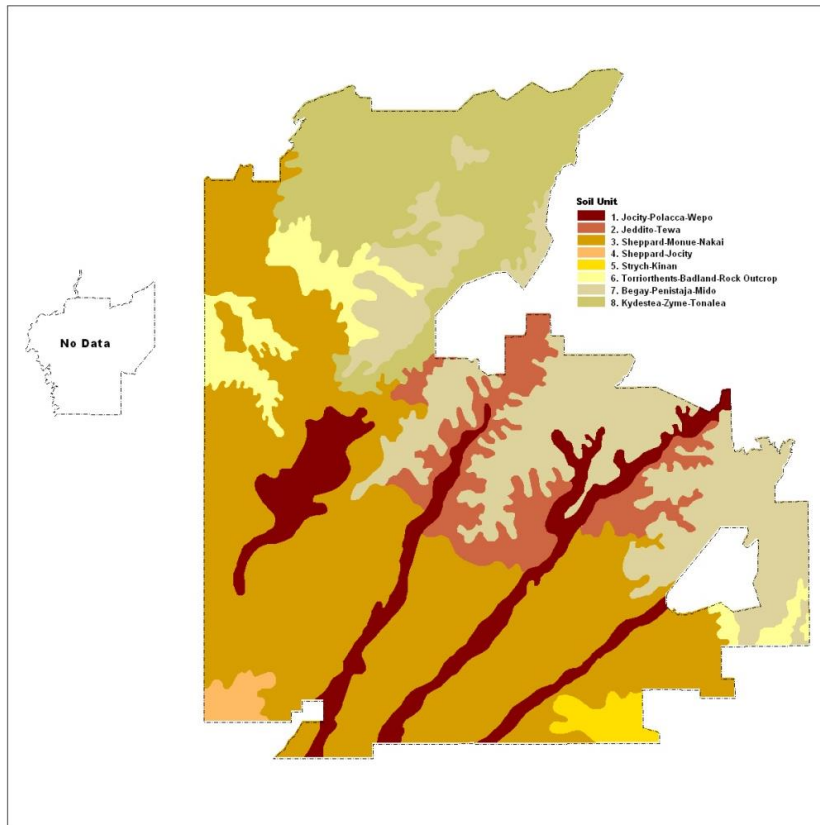 Soil Unit
1. Jocity-Polacca-Wepo
2. Jeddito-Tewa
3. Sheppard-Monue-Nakai
4. Sheppard-Jocity
5. Strych-Kinan
6. Torriorthents-Badland-Rock Outcrop
7. Begay-Penistaja-Mido
8. Kydestea-Zyme-Tonalea
No Data